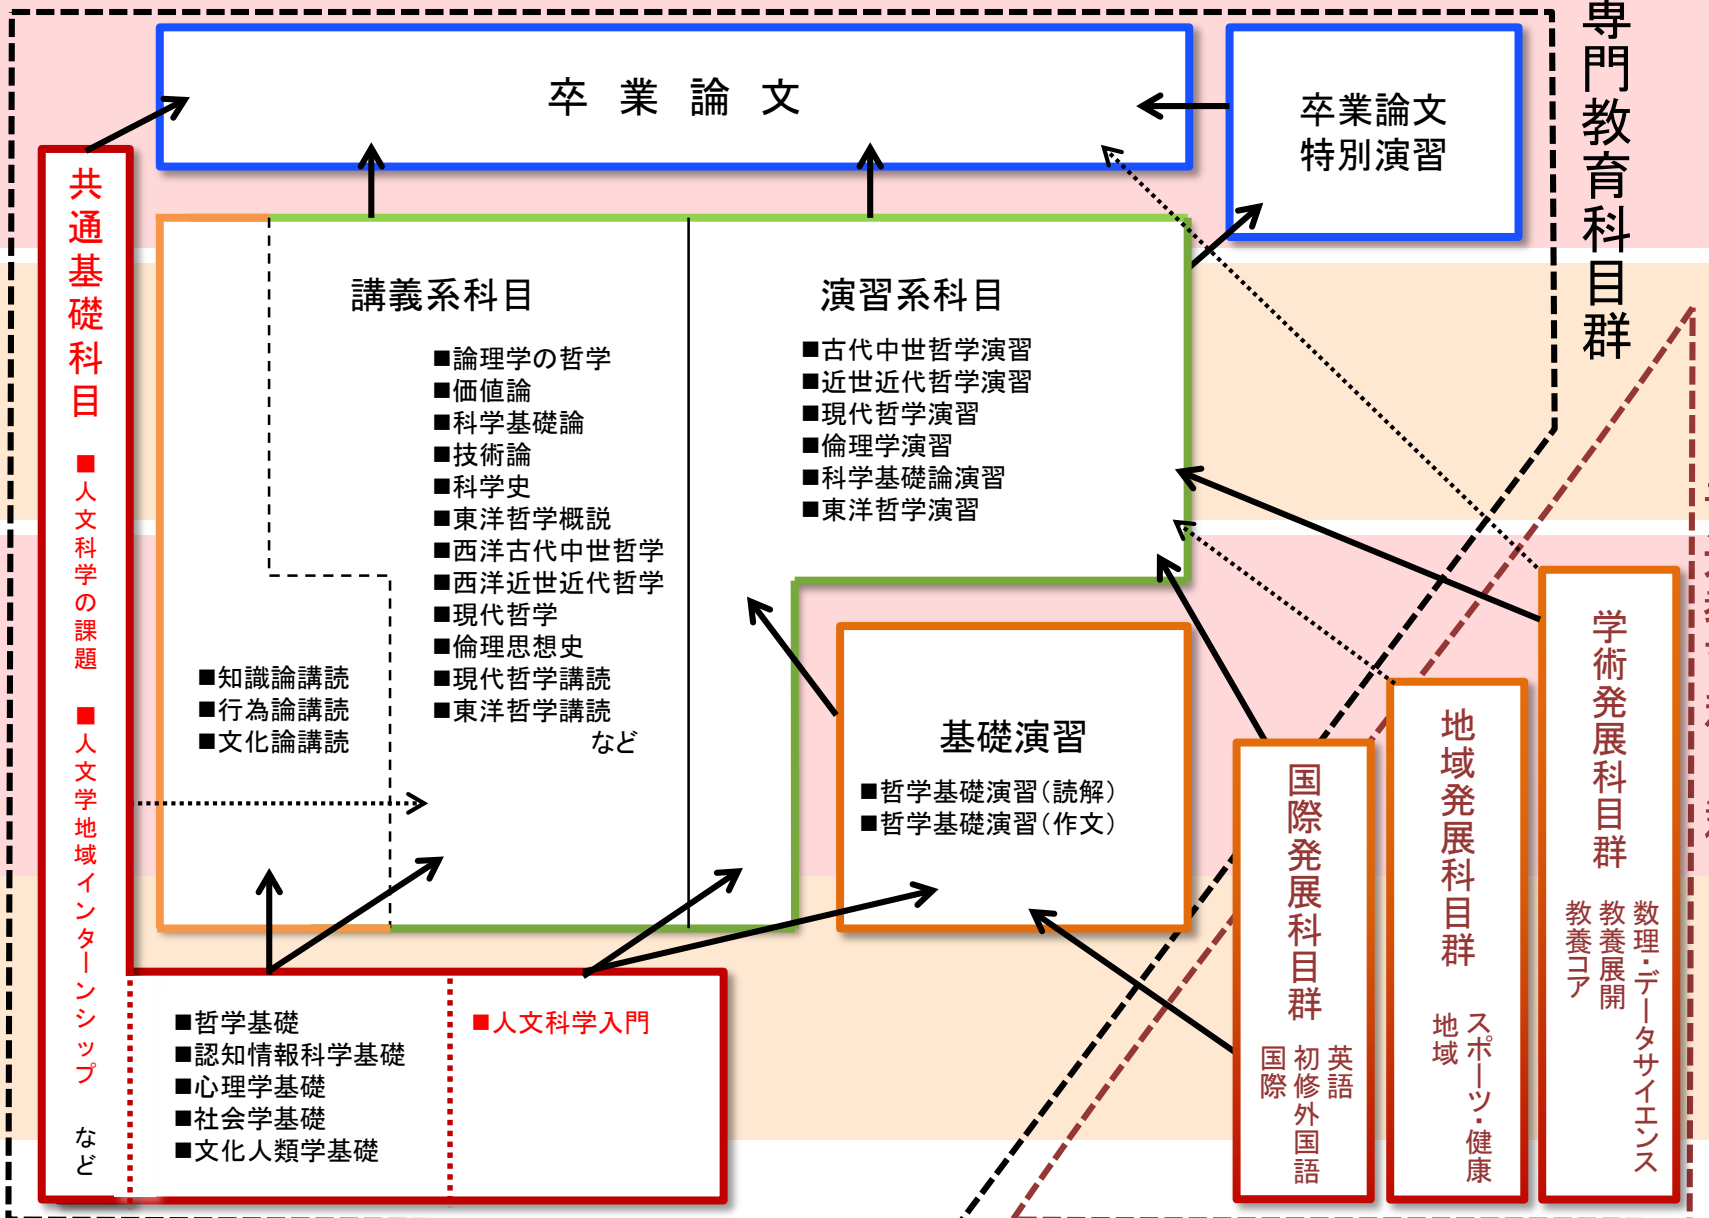 卒業論文
卒業論文
特別演習
専門教育科目群
共通基礎科目
■人文科学の課題
■人文学地域インターンシップ
など
講義系科目
■論理学の哲学
■価値論
■科学基礎論
■技術論
■科学史
■東洋哲学概説
■西洋古代中世哲学
■西洋近世近代哲学
■現代哲学
■倫理思想史
■現代哲学講読
■東洋哲学講読
など
■知識論講読
■行為論講読
■文化論講読
演習系科目
■古代中世哲学演習
■近世近代哲学演習
■現代哲学演習
■倫理学演習
■科学基礎論演習
■東洋哲学演習
基礎演習
■哲学基礎演習(読解)
■哲学基礎演習(作文)
■哲学基礎
■認知情報科学基礎
■心理学基礎
■社会学基礎
■文化人類学基礎
■人文科学入門
国際発展科目群
英語
初修外国語
国際
地域発展科目群
スポーツ・健康
地域
学術発展科目群
数理・データサイエンス
教養展開
教養コア